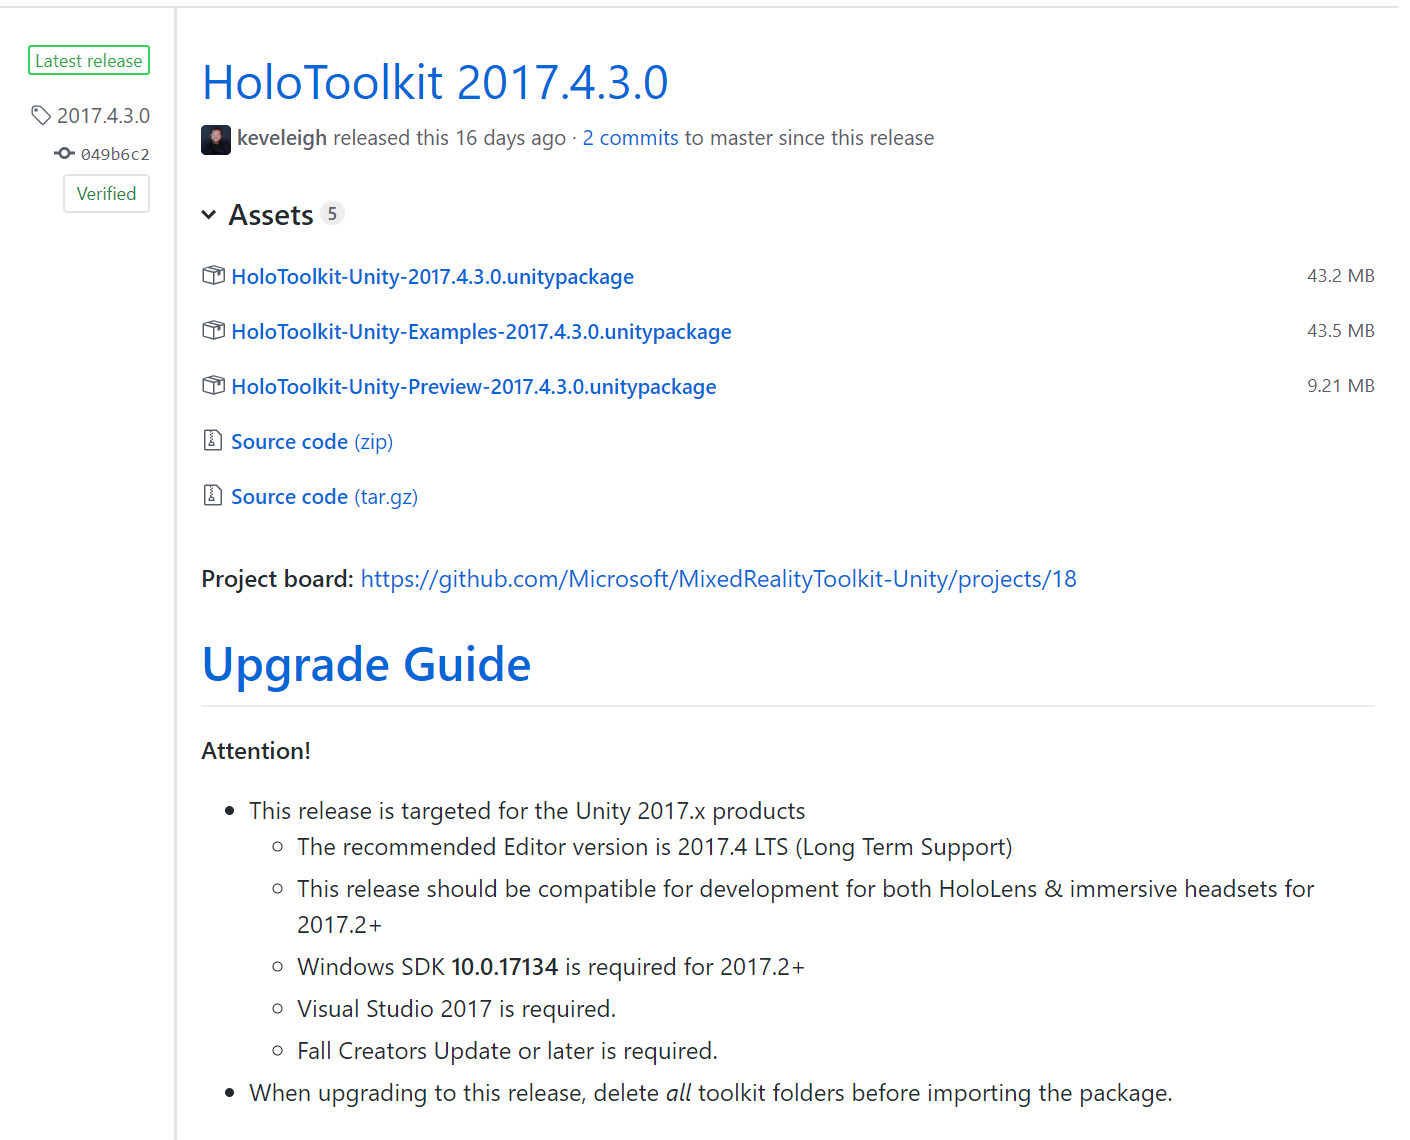 Latest release
2017.4.3.0
049b6c2
Verified
HoloToolkit 2017.4.3.0
keveleigh released this 16 days ago · 2 commits to master since this release
Assets 5
HoloToolkit-Unity-2017.4.3.0.unitypackage 43.2 MB
HoloToolkit-Unity-Examples-2017.4.3.0.unitypackage 43.5 MB
HoloToolkit-Unity-Preview-2017.4.3.0.unitypackage 9.21 MB
Source code (zip)
Source code (tar.gz)
Project board: https://github.com/Microsoft/MixedRealityToolkit-Unity/projects/18
Upgrade Guide
Attention!
This release is targeted for the Unity 2017.x products
The recommended Editor version is 2017.4 LTS (Long Term Support)
This release should be compatible for development for both HoloLens & immersive headsets for
2017.2+
Windows SDK 10.0.17134 is required for 2017.2+
Visual Studio 2017 is required.
Fall Creators Update or later is required.
When upgrading to this release, delete all toolkit folders before importing the package.